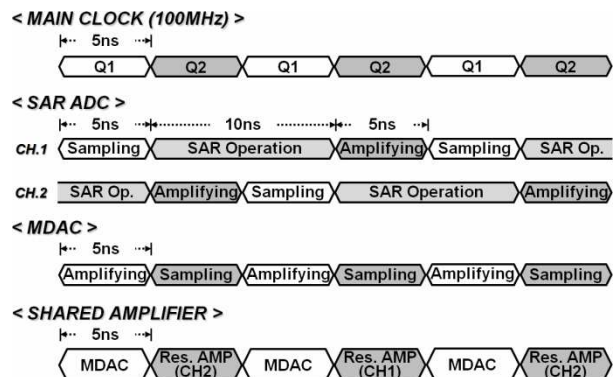 < MAIN CLOCK (100MHz) >
5ns
Q1 Q2 Q1 Q2 Q1 Q2
< SAR ADC >
5ns 10ns 5ns
CH.1 Sampling SAR Operation Amplifying Sampling SAR Op.
CH.2 SAR Op. Amplifying Sampling SAR Operation Amplifying
< MDAC >
5ns
Amplifying Sampling Amplifying Sampling Amplifying Sampling
< SHARED AMPLIFIER >
5ns
MDAC Res. AMP (CH2) MDAC Res. AMP (CH1) MDAC Res. AMP (CH2)